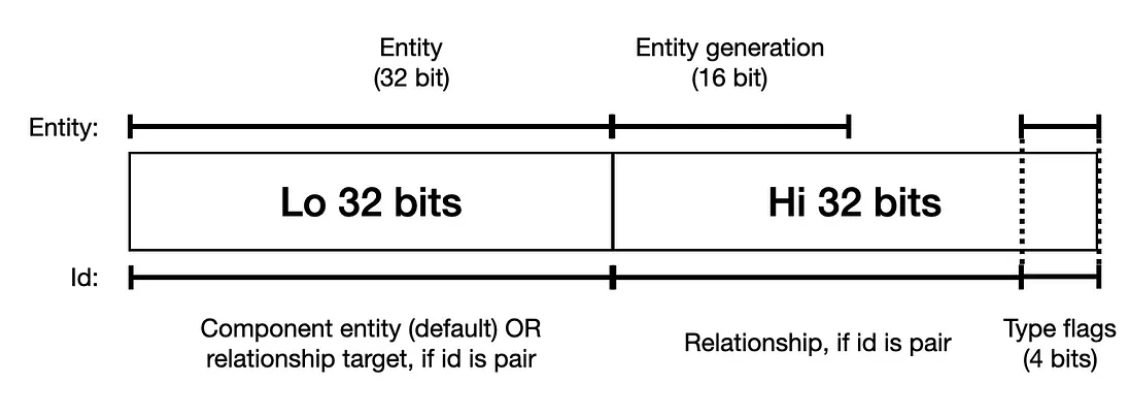 Entity
(32 bit)
Entity generation
(16 bit)
Entity:
Lo 32 bits
Hi 32 bits
Id:
Component entity (default) OR
relationship target, if id is pair
Relationship, if id is pair
Type flags
(4 bits)